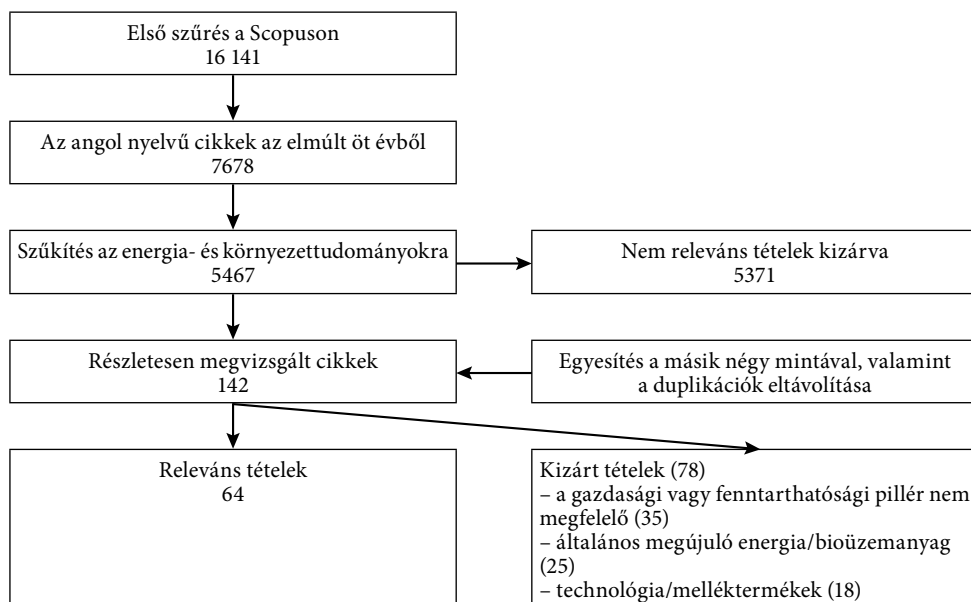 Első szűrés a Scopuson
16 141
Az angol nyelvű cikkek az elmúlt öt évből
7678
Szűkítés az energia- és környezettudományokra
5467
Nem releváns tételek kizárva
5371
Részletesen megvizsgált cikkek
142
Egyesítés a másik négy mintával, valamint
a duplikációk eltávolítása
Releváns tételek
64
Kizárt tételek (78)
– a gazdasági vagy fenntarthatósági pillér nem
megfelelő (35)
– általános megújuló energia/bioüzemanyag
(25)
– technológia/melléktermékek (18)